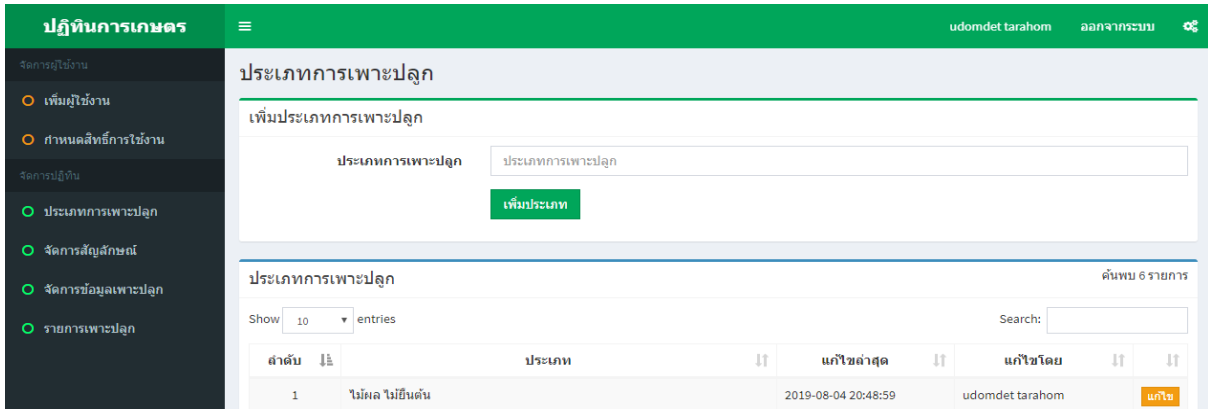 ปฏิทินการเกษตร
udomdet tarahom ออกจากระบบ
จัดการผู้ใช้งาน
เพิ่มผู้ใช้งาน
กำหนดสิทธิ์การใช้งาน
จัดการปฏิทิน
ประเภทการเพาะปลูก
จัดการสัญลักษณ์
จัดการข้อมูลเพาะปลูก
รายการเพาะปลูก
ประเภทการเพาะปลูก
เพิ่มประเภทการเพาะปลูก
ประเภทการเพาะปลูก ประเภทการเพาะปลูก
เพิ่มประเภท
ประเภทการเพาะปลูก ค้นพบ 6 รายการ
Show 10 entries Search:
ลำดับ ประเภท แก้ไขล่าสุด แก้ไขโดย
1 ไม้ผล ไม้ยืนต้น 2019-08-04 20:48:59 udomdet tarahom แก้ไข